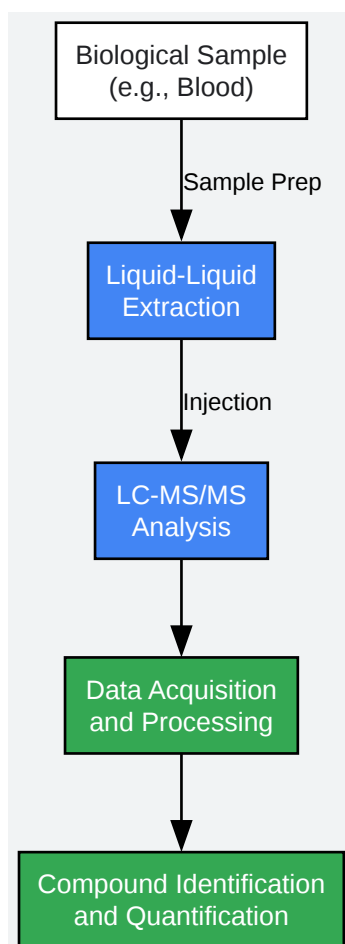 Biological Sample
(e.g., Blood)
Sample Prep
Liquid-Liquid
Extraction
Injection
LC-MS/MS
Analysis
Data Acquisition
and Processing
Compound Identification
and Quantification